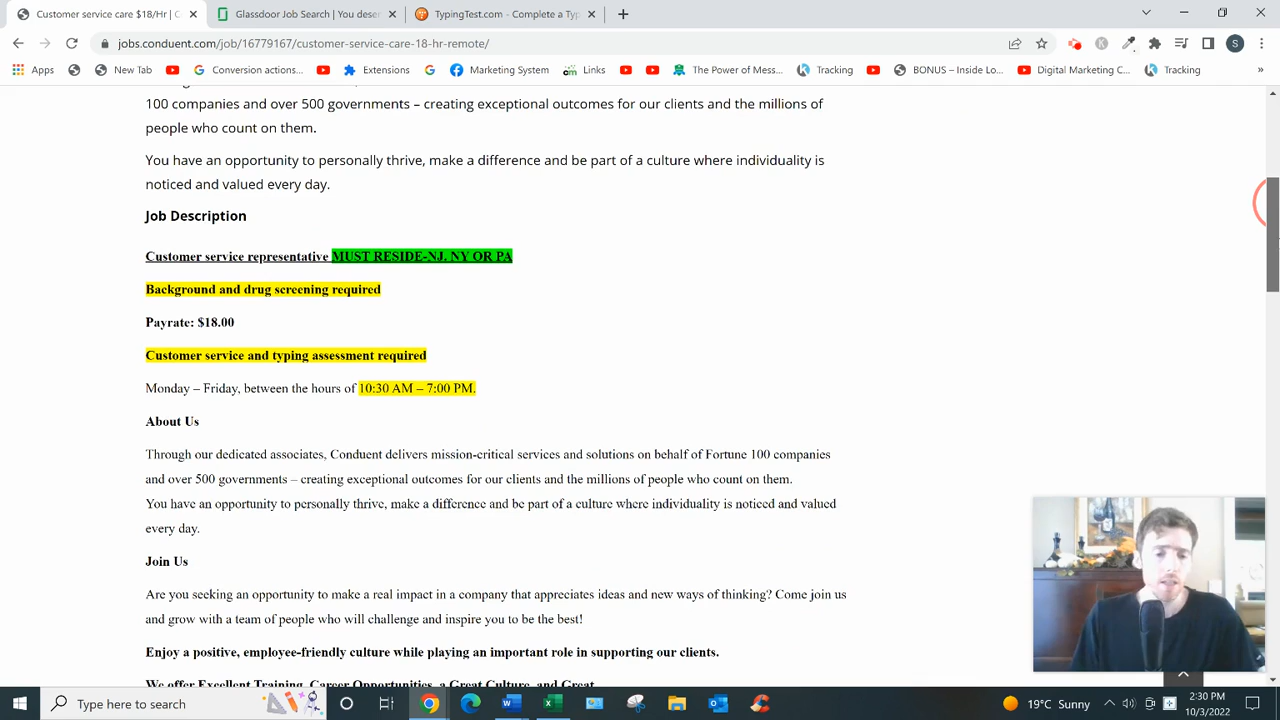 Customer service care $18/Hr | C
Glassdoor Job Search | You dese
TypingTest.com - Complete a Typ
jobs.conduent.com/job/16779167/customer-service-care-18-hr-remote/
S
Apps
New Tab
Conversion actions...
Extensions
Marketing System
Links
The Power of Mess...
Tracking
BONUS – Inside Lo...
Digital Marketing C...
Tracking
»
100 companies and over 500 governments – creating exceptional outcomes for our clients and the millions of
people who count on them.
You have an opportunity to personally thrive, make a difference and be part of a culture where individuality is
noticed and valued every day.
Job Description
Customer service representative MUST RESIDE-NJ, NY OR PA
Background and drug screening required
Payrate: $18.00
Customer service and typing assessment required
Monday – Friday, between the hours of 10:30 AM – 7:00 PM.
About Us
Through our dedicated associates, Conduent delivers mission-critical services and solutions on behalf of Fortune 100 companies
and over 500 governments – creating exceptional outcomes for our clients and the millions of people who count on them.
You have an opportunity to personally thrive, make a difference and be part of a culture where individuality is noticed and valued
every day.
Join Us
Are you seeking an opportunity to make a real impact in a company that appreciates ideas and new ways of thinking? Come join us
and grow with a team of people who will challenge and inspire you to be the best!
Enjoy a positive, employee-friendly culture while playing an important role in supporting our clients.
We offer Excellent Training, Career Opportunities, a Great Culture, and Great
Type here to search
19°C Sunny
2:30 PM
10/3/2022